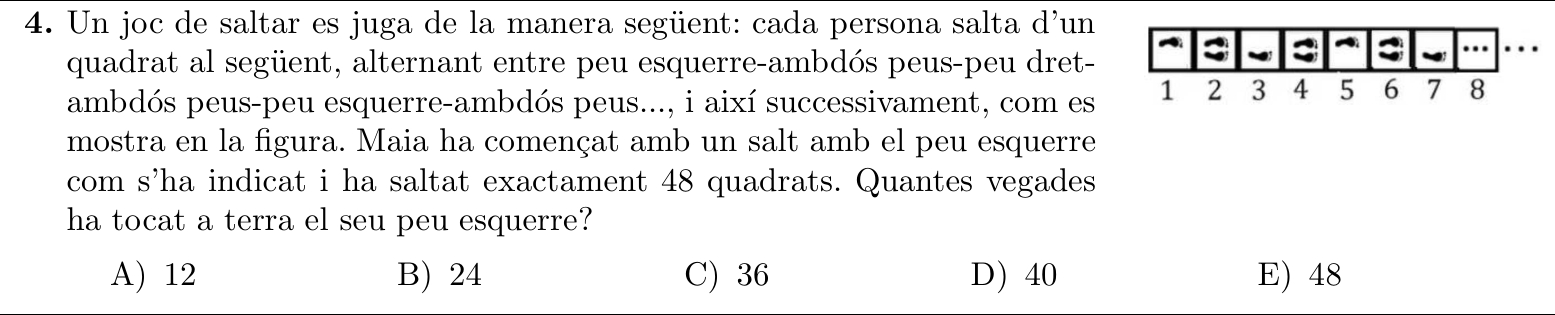 4. Un joc de saltar es juga de la manera següent: cada persona salta d'un
quadrat al següent, alternant entre peu esquerre-ambdós peus-peu dret-
ambdós peus-peu esquerre-ambdós peus..., i així successivament, com es
mostra en la figura. Maia ha començat amb un salt amb el peu esquerre
com s'ha indicat i ha saltat exactament 48 quadrats. Quantes vegades
ha tocat a terra el seu peu esquerre?
... ...
1 2 3 4 5 6 7 8
A) 12 B) 24 C) 36 D) 40 E) 48